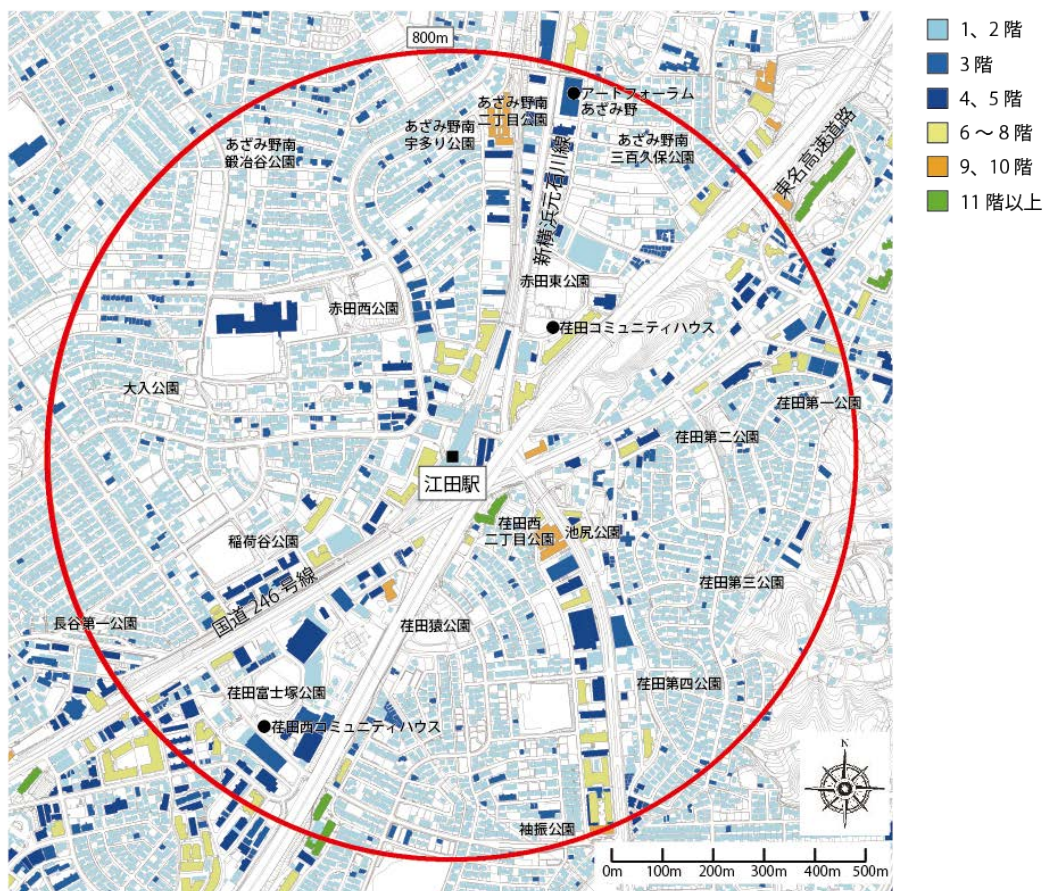 800m
アートフォーラム
あざみ野
あざみ野南
二丁目公園
あざみ野南
宇多り公園
あざみ野南
鍛冶谷公園
あざみ野南
三百久保公園
東名高速道路
新横浜元石川線
赤田東公園
赤田西公園
荏田コミュニティハウス
大入公園
荏田第一公園
荏田第二公園
江田駅
荏田西
二丁目公園
池尻公園
稲荷谷公園
国道246号線
荏田第三公園
長谷第一公園
荏田猿公園
荏田第四公園
荏田富士塚公園
荏田西コミュニティハウス
袖振公園
N
0m 100m 200m 300m 400m 500m
1、2階
3階
4、5階
6～8階
9、10階
11階以上